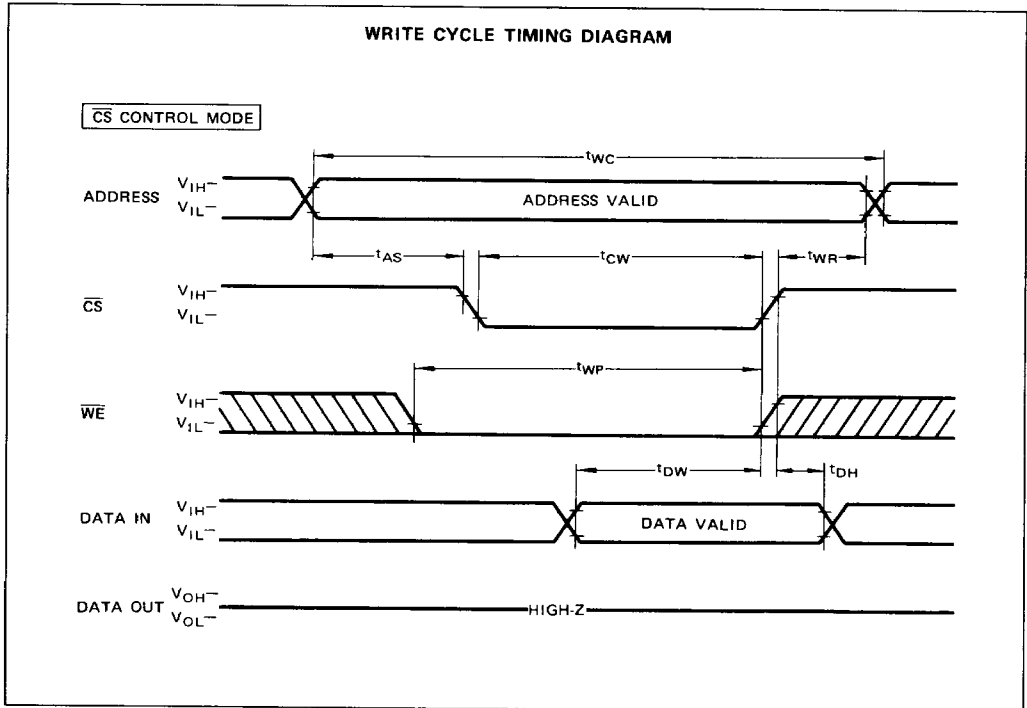 WRITE CYCLE TIMING DIAGRAM
CS CONTROL MODE
tWC
ADDRESS VIH– VIL– ADDRESS VALID
tAS tCW tWR
CS VIH– VIL–
tWP
WE VIH– VIL–
tDW tDH
DATA IN VIH– VIL– DATA VALID
DATA OUT VOH– VOL– HIGH-Z